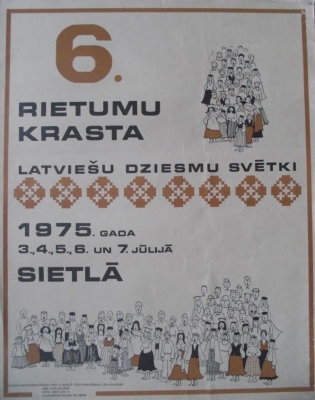 6.
RIETUMU
KRASTA
LATVIEŠU DZIESMU SVĒTKI
1975. GADA
3.,4.,5.,6. UN 7. JŪLIJĀ
SIETLĀ